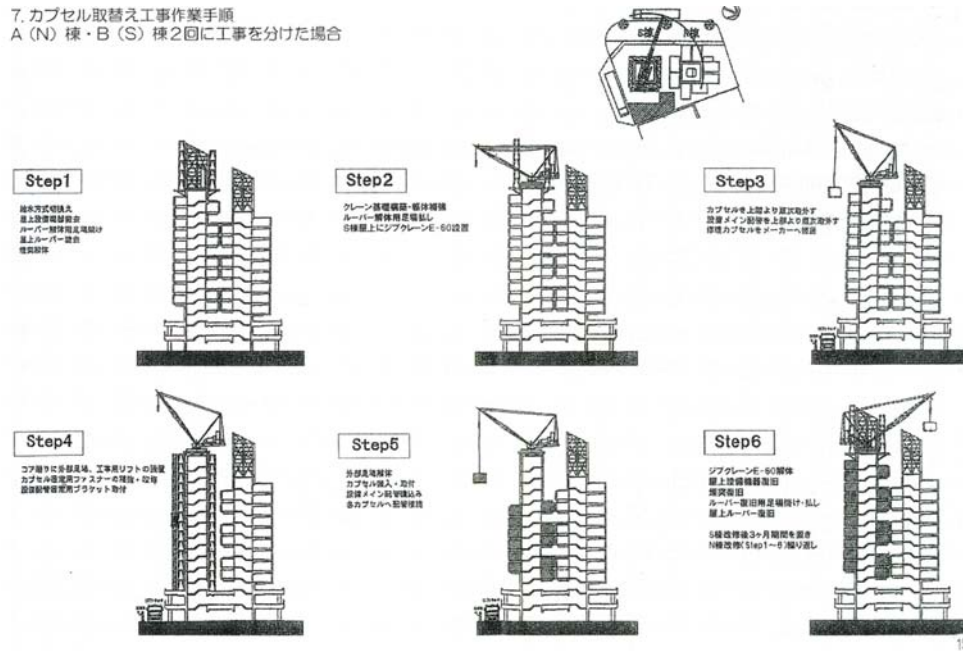 7. カプセル取替え工事作業手順
A（N）棟・B（S）棟2回に工事を分けた場合
S棟
N棟
Step1
給水方式切換え
屋上設備機器撤去
ルーバー解体用足場掛け
屋上ルーバー撤去
煙突解体
Step2
クレーン基礎構築・躯体補強
ルーバー解体用足場払し
S棟屋上にジブクレーンE-60設置
Step3
カプセルを上階より順次取外す
設備メイン配管を上部より順次取外す
修理カプセルをメーカーへ搬送
Step4
コア廻りに外部足場、工事用リフトの設置
カプセル固定用ファスナーの補強・取替
設備配管固定用ブラケット取付
Step5
外部足場解体
カプセル搬入・取付
設備メイン配管組込み
各カプセルへ配管接続
Step6
ジブクレーンE-60解体
屋上設備機器復旧
煙突復旧
ルーバー復旧用足場掛け・払し
屋上ルーバー復旧
S棟改修後3ヶ月期間を置き
N棟改修(Step1～6)繰り返し